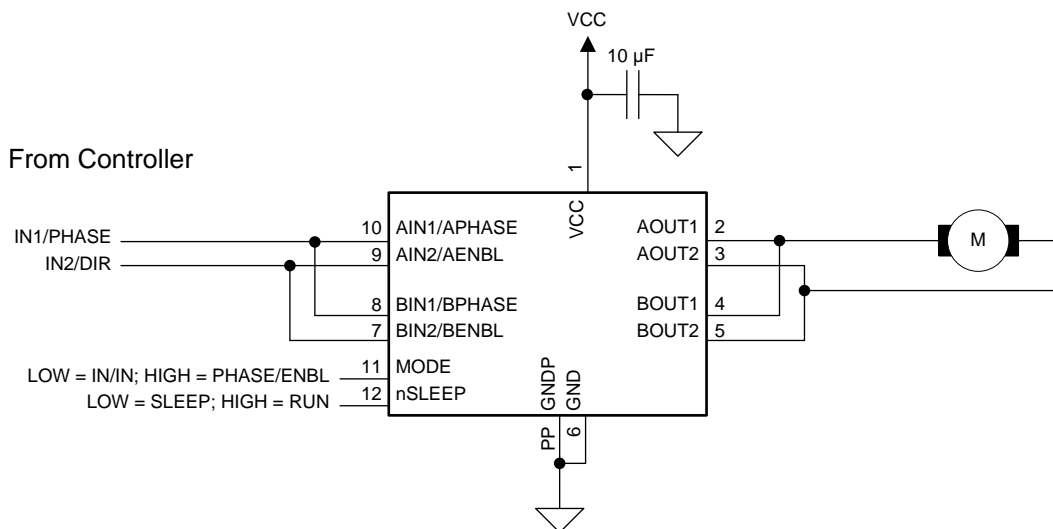 VCC
10 µF
From Controller
1
VCC
IN1/PHASE
10
AIN1/APHASE
AOUT1
2
M
IN2/DIR
9
AIN2/AENBL
AOUT2
3
8
BIN1/BPHASE
BOUT1
4
7
BIN2/BENBL
BOUT2
5
LOW = IN/IN; HIGH = PHASE/ENBL
11
MODE
LOW = SLEEP; HIGH = RUN
12
nSLEEP
GNDP
GND
PP
6